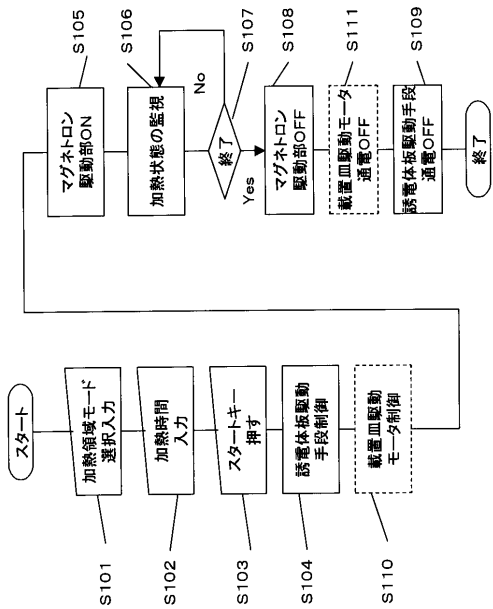 スタート
加熱領域モード
選択入力
S101
加熱時間
入力
S102
スタートキー
押す
S103
誘電体板駆動
手段制御
S104
載置皿駆動
モータ制御
S110
マグネトロン
駆動部ON
S105
加熱状態の監視
S106
終了
S107
No
Yes
マグネトロン
駆動部OFF
S108
載置皿駆動モータ
通電OFF
S111
誘電体板駆動手段
通電OFF
S109
終了